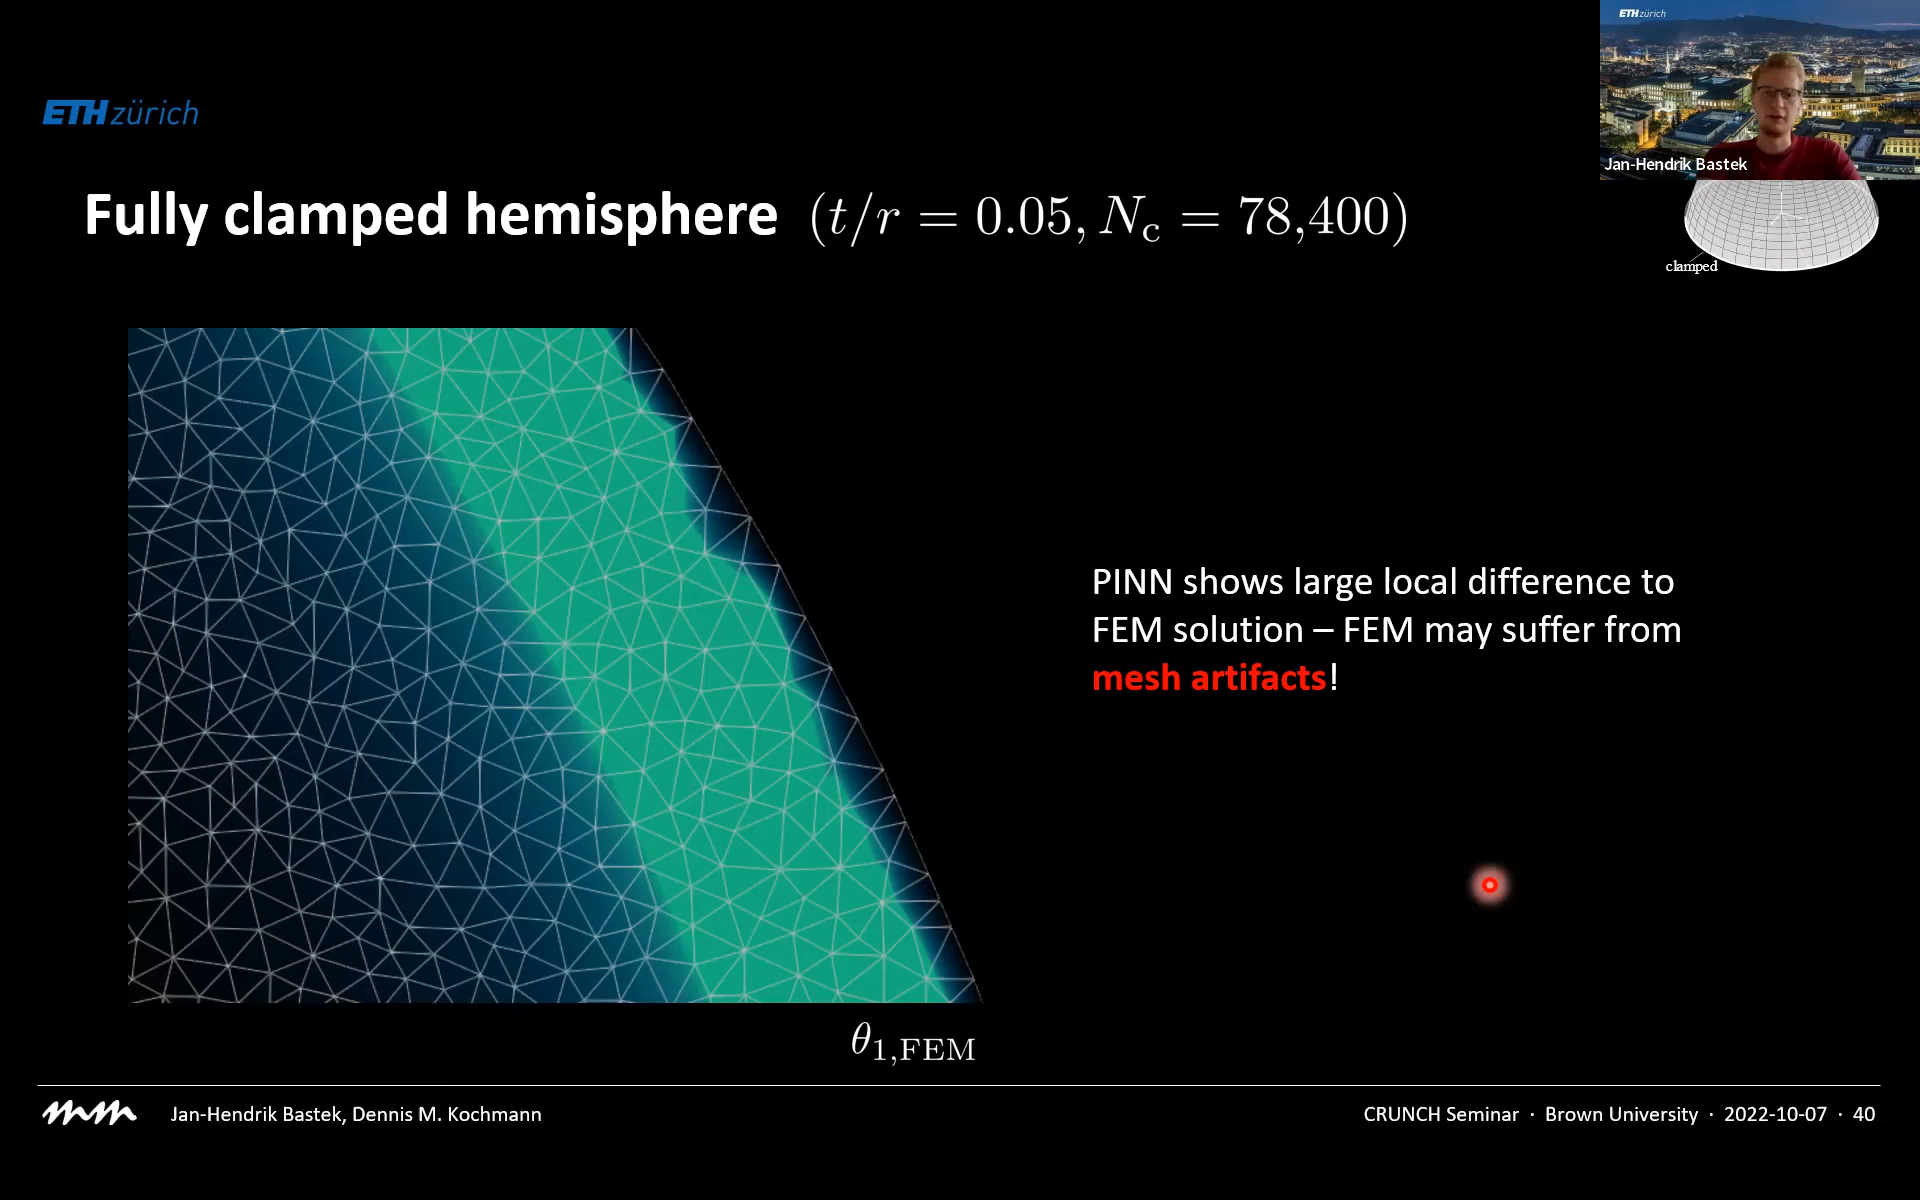 ETH zürich
Jan-Hendrik Bastek
ETH zürich
Fully clamped hemisphere (t/r = 0.05, N_c = 78,400)
clamped
PINN shows large local difference to
FEM solution – FEM may suffer from
mesh artifacts!
θ_{1,FEM}
Jan-Hendrik Bastek, Dennis M. Kochmann
CRUNCH Seminar · Brown University · 2022-10-07 · 40